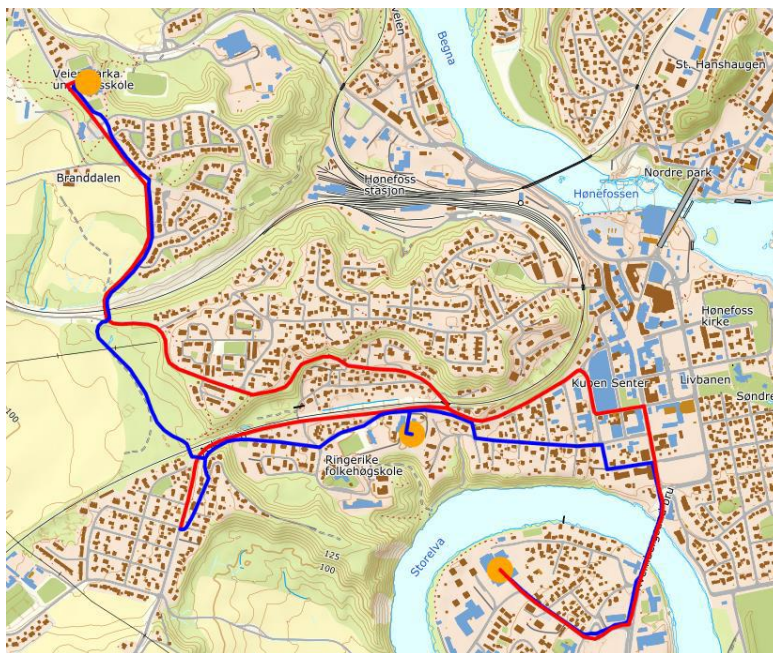 Begna
St. Hanshaugen
Hønefoss
stasjon
Nordre park
Hønefossen
Branddalen
Hønefoss
kirke
Kuben Senter
Livbanen
Søndre
Ringerike
folkehøgskole
100
125
100
Storelva